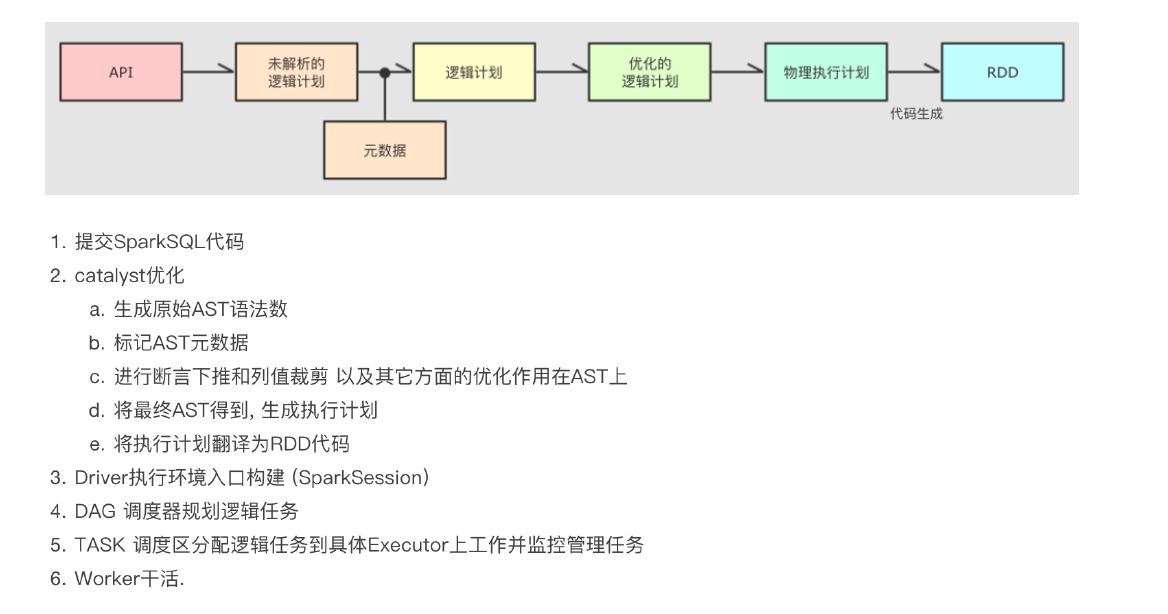 API
未解析的
逻辑计划
逻辑计划
优化的
逻辑计划
物理执行计划
RDD
代码生成
元数据
1. 提交SparkSQL代码
2. catalyst优化
a. 生成原始AST语法数
b. 标记AST元数据
c. 进行断言下推和列值裁剪 以及其它方面的优化作用在AST上
d. 将最终AST得到, 生成执行计划
e. 将执行计划翻译为RDD代码
3. Driver执行环境入口构建 (SparkSession)
4. DAG 调度器规划逻辑任务
5. TASK 调度区分配逻辑任务到具体Executor上工作并监控管理任务
6. Worker干活.